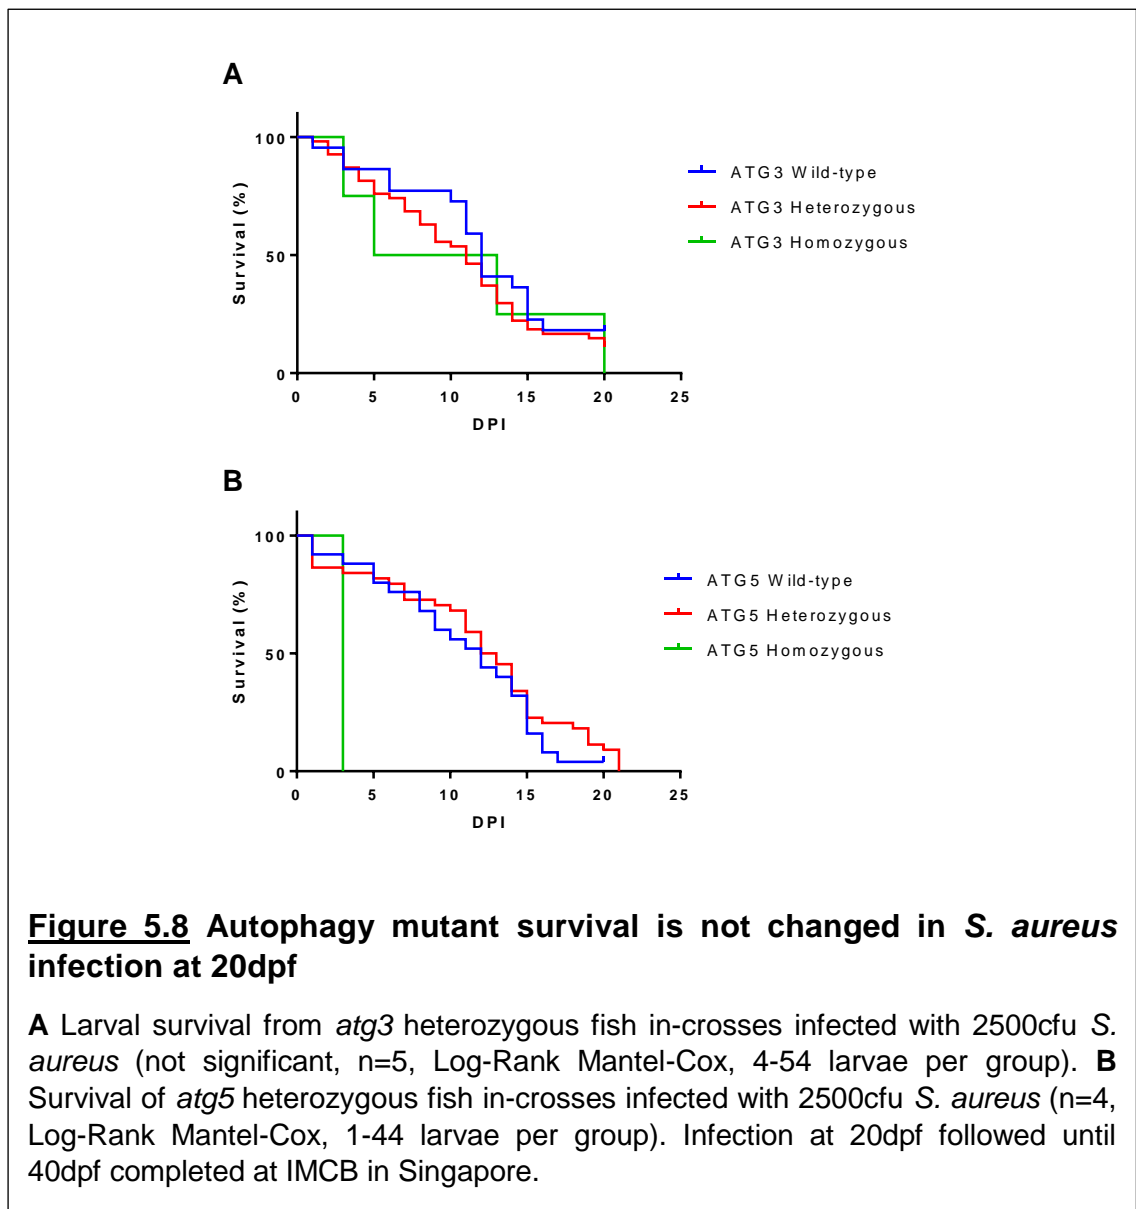 A
100
50
0
Survival (%)
0 5 10 15 20 25
DPI
ATG3 Wild-type
ATG3 Heterozygous
ATG3 Homozygous
B
100
50
0
Survival (%)
0 5 10 15 20 25
DPI
ATG5 Wild-type
ATG5 Heterozygous
ATG5 Homozygous
Figure 5.8 Autophagy mutant survival is not changed in S. aureus
infection at 20dpf
A Larval survival from atg3 heterozygous fish in-crosses infected with 2500cfu S.
aureus (not significant, n=5, Log-Rank Mantel-Cox, 4-54 larvae per group). B
Survival of atg5 heterozygous fish in-crosses infected with 2500cfu S. aureus (n=4,
Log-Rank Mantel-Cox, 1-44 larvae per group). Infection at 20dpf followed until
40dpf completed at IMCB in Singapore.